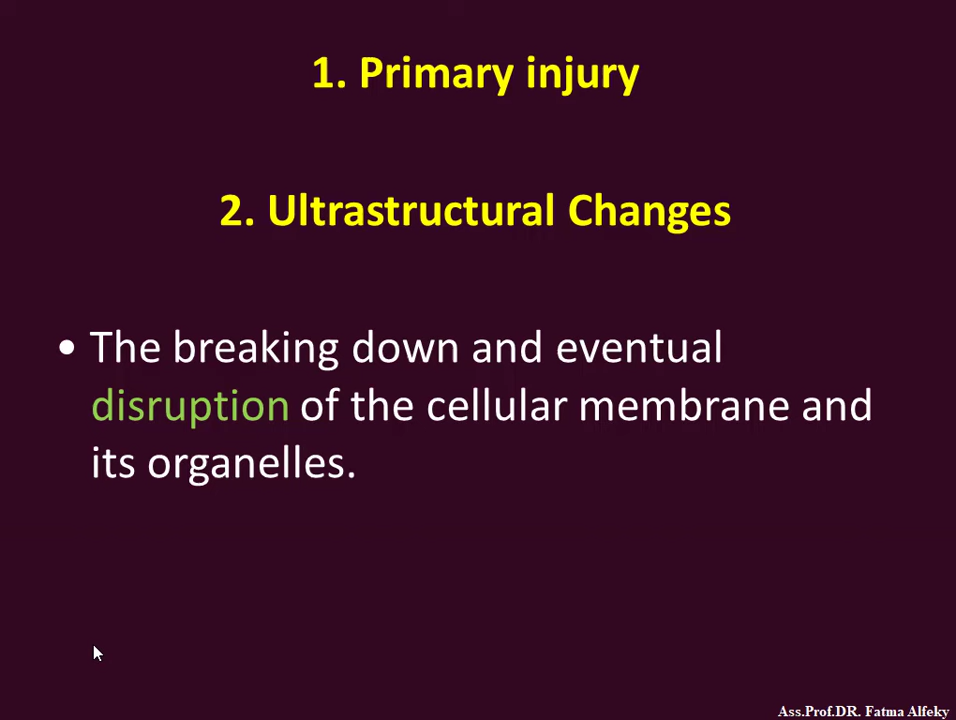 1. Primary injury
2. Ultrastructural Changes
• The breaking down and eventual
disruption of the cellular membrane and
its organelles.
Ass.Prof.DR. Fatma Alfeky